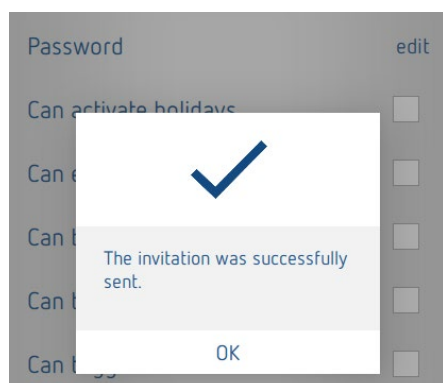 Password
edit
Can activate holidays
Can
Can
The invitation was successfully
sent.
Can
OK
Can